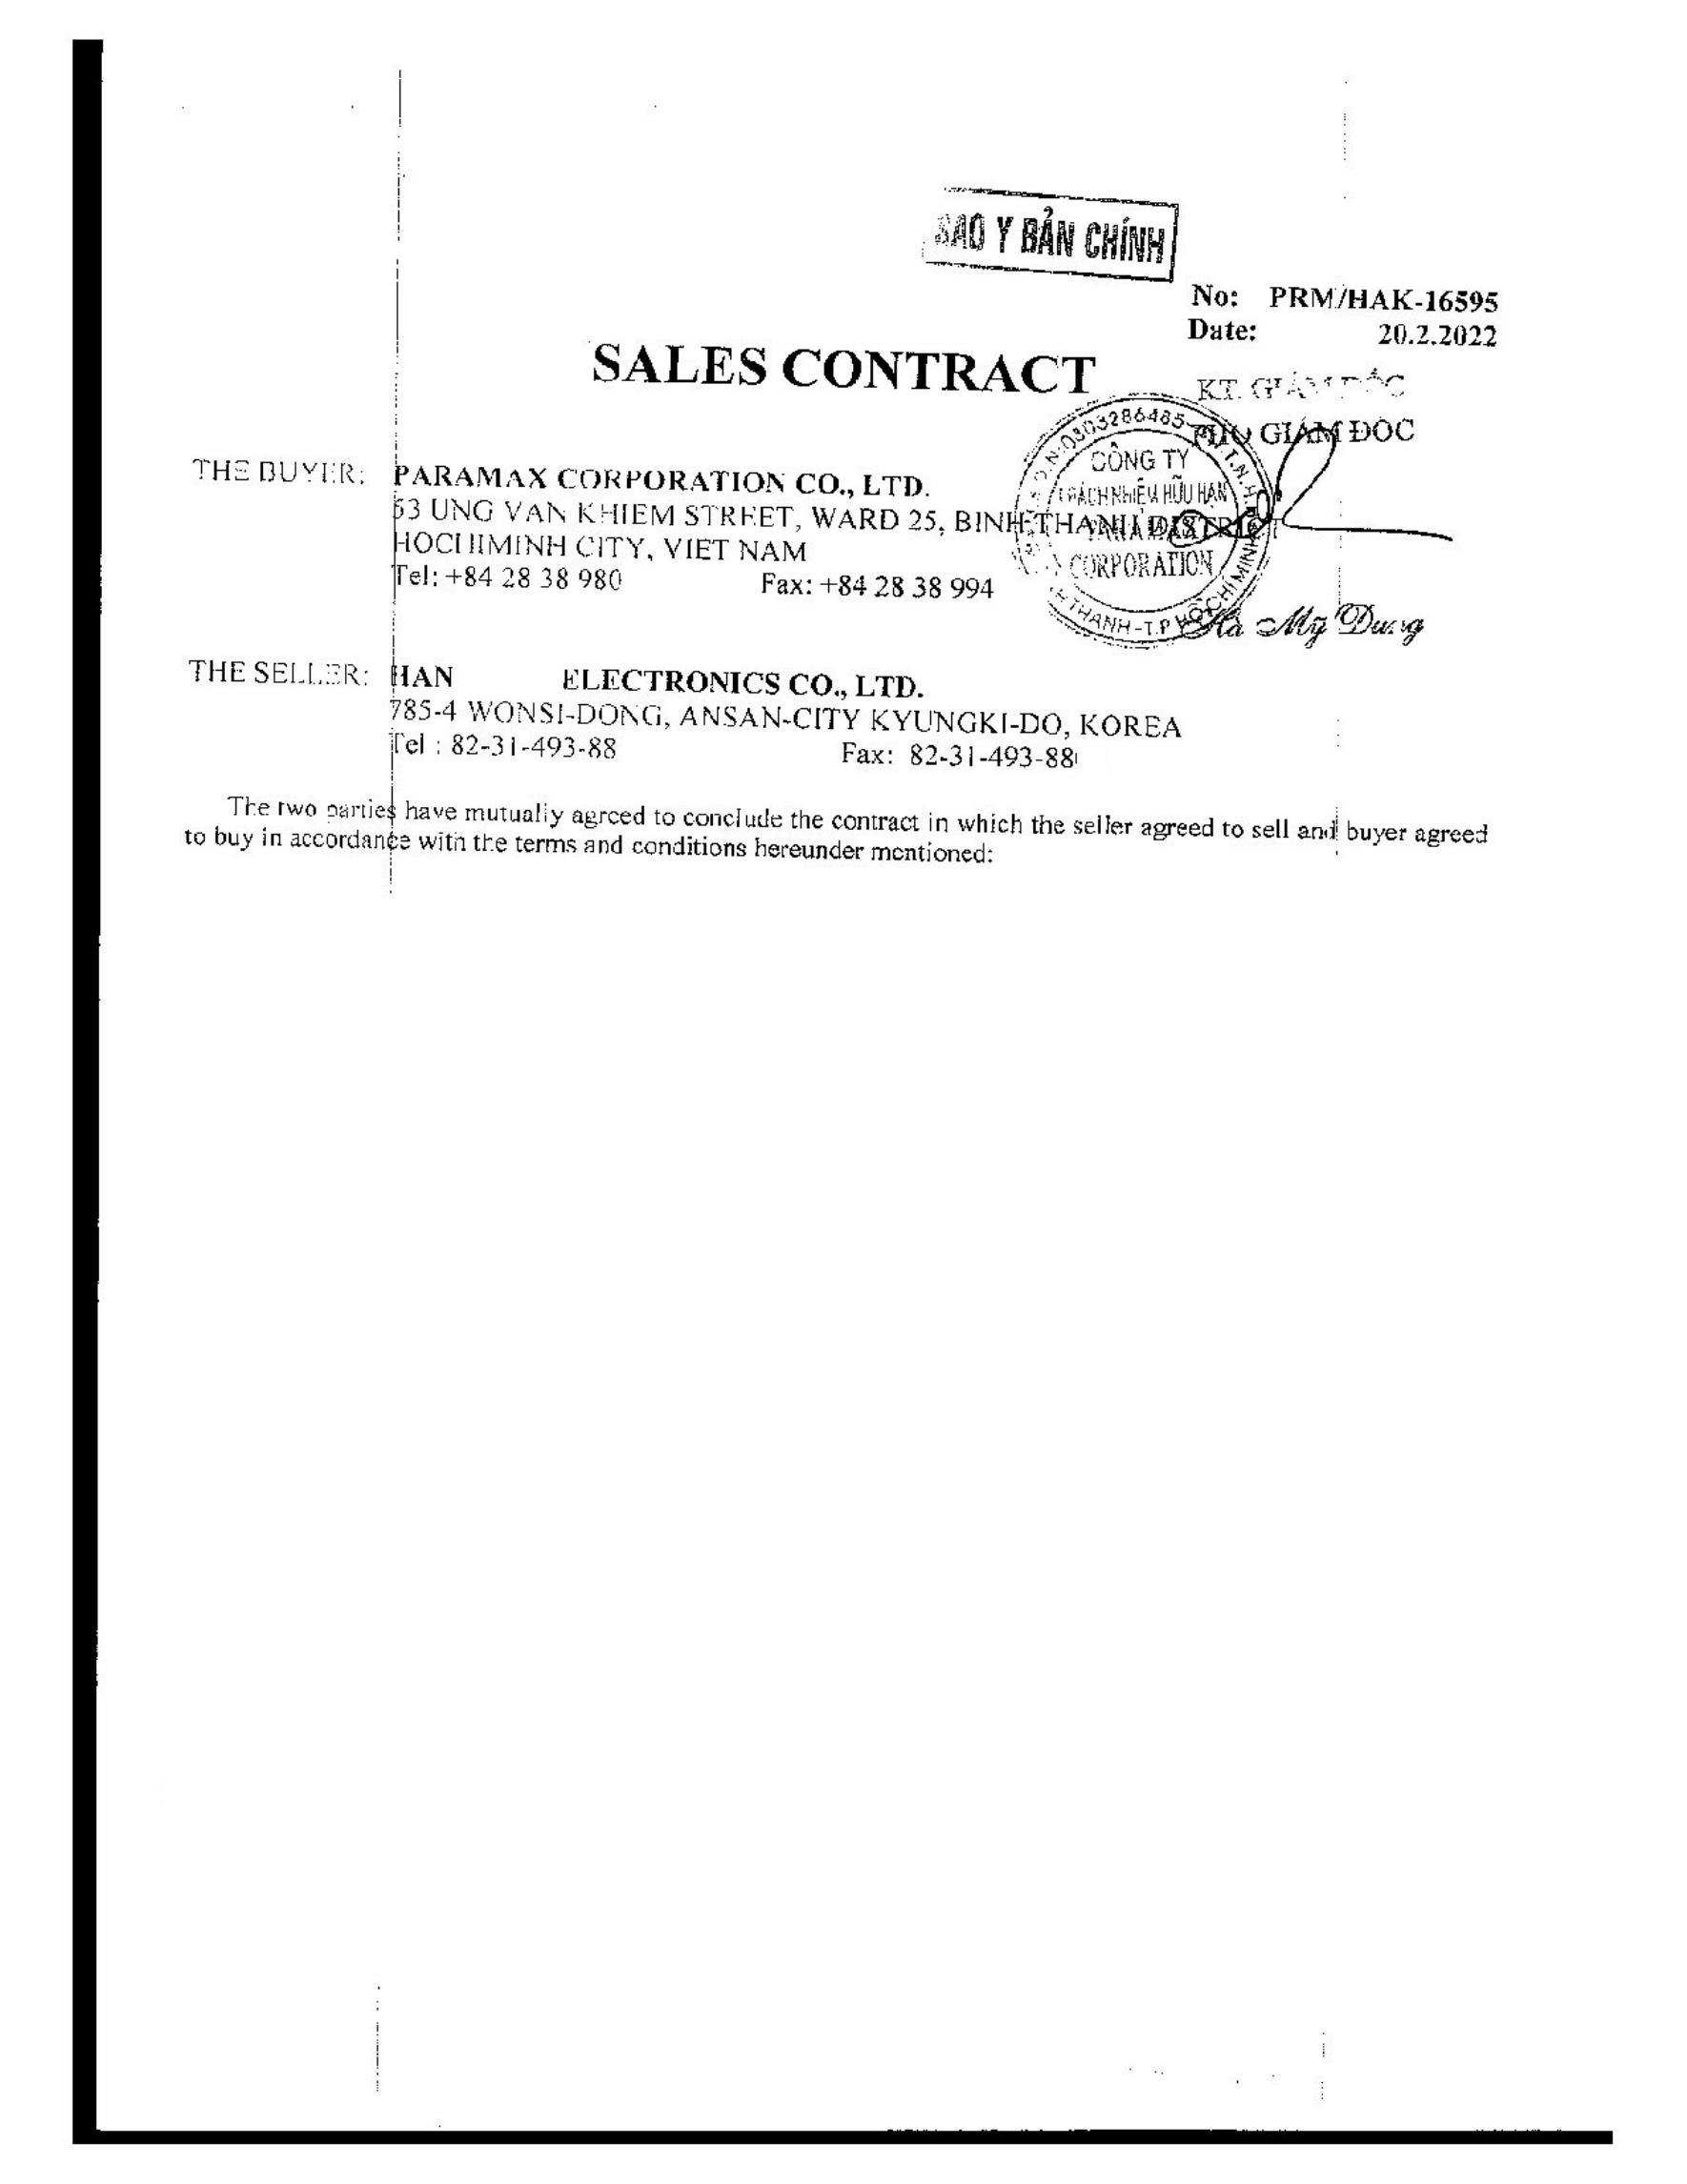 SAO Y BẢN CHÍNH
No: PRM/HAK-16595
Date: 20.2.2022
SALES CONTRACT
KT. GIÁM ĐỐC
PHÓ GIÁM ĐỐC
0303286485
CÔNG TY
TRÁCH NHIỆM HỮU HẠN
CORPORATION
THANH-T.P HỒ CHÍ MINH
THE BUYER: PARAMAX CORPORATION CO., LTD.
53 UNG VAN KHIEM STREET, WARD 25, BINH THANH DISTRICT
HOCHIMINH CITY, VIET NAM
Tel: +84 28 38 980 Fax: +84 28 38 994
Hà Mỹ Dung
THE SELLER: HAN ELECTRONICS CO., LTD.
785-4 WONSI-DONG, ANSAN-CITY KYUNGKI-DO, KOREA
Tel : 82-31-493-88 Fax: 82-31-493-88
The two parties have mutually agreed to conclude the contract in which the seller agreed to sell and buyer agreed
to buy in accordance with the terms and conditions hereunder mentioned: